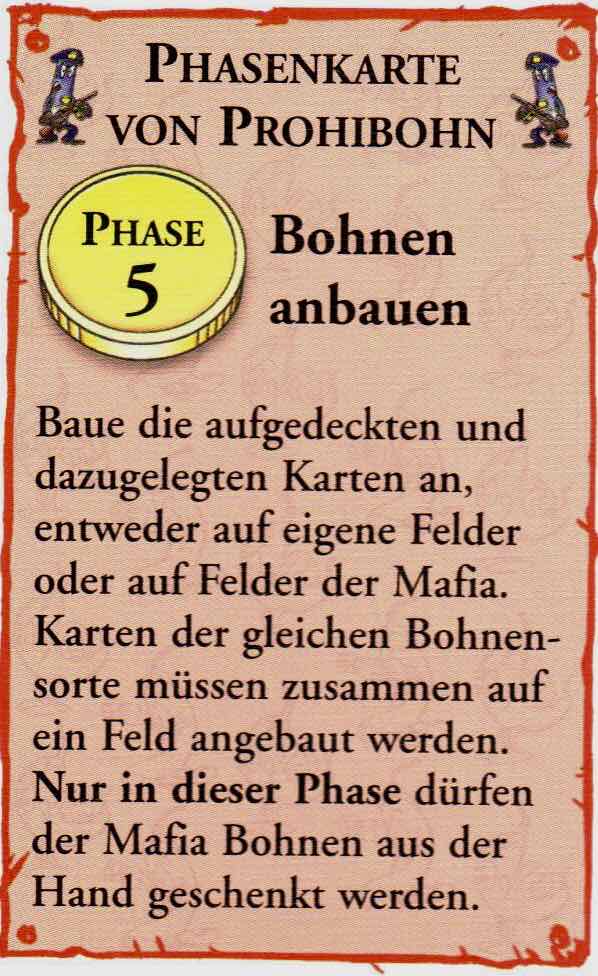 PHASENKARTE
VON PROHIBOHN
PHASE
5
Bohnen
anbauen
Baue die aufgedeckten und
dazugelegten Karten an,
entweder auf eigene Felder
oder auf Felder der Mafia.
Karten der gleichen Bohnen-
sorte müssen zusammen auf
ein Feld angebaut werden.
Nur in dieser Phase dürfen
der Mafia Bohnen aus der
Hand geschenkt werden.